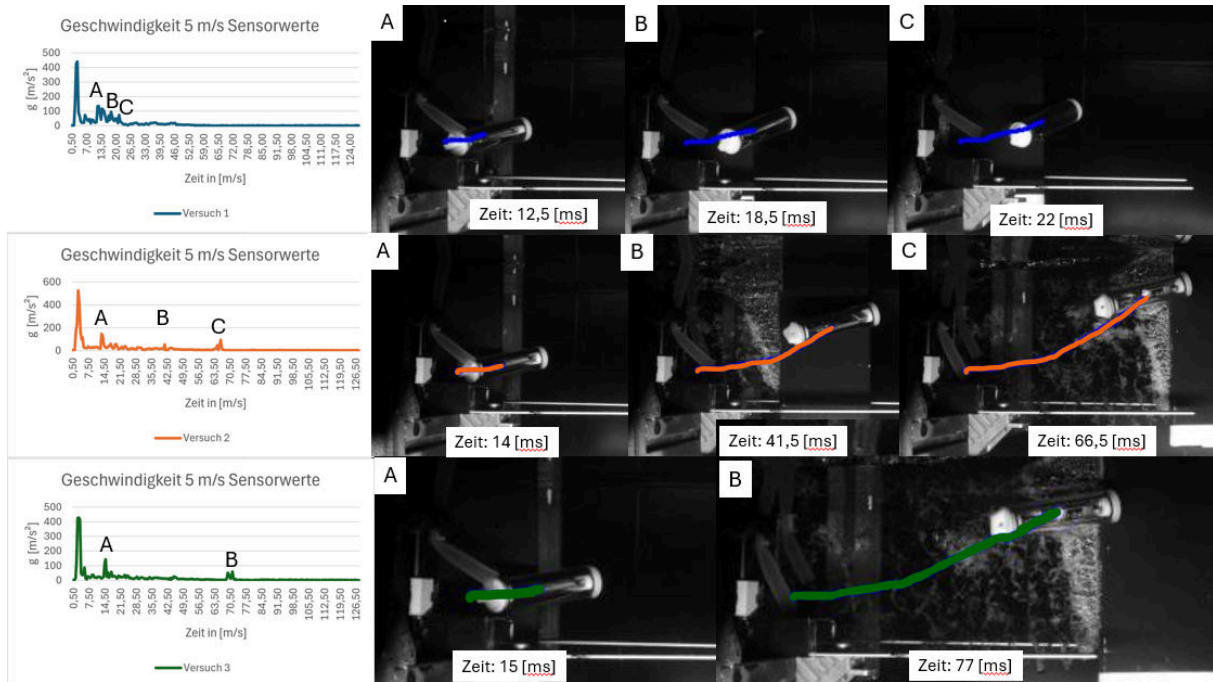 Geschwindigkeit 5 m/s Sensorwerte
g [m/s²]
500
400
300
200
100
0
A
B
C
0,50 7,00 13,50 20,00 26,50 33,00 39,50 46,00 52,50 59,00 65,50 72,00 78,50 85,00 91,50 98,00 104,50 111,00 117,50 124,00
Zeit in [m/s]
Versuch 1
A
Zeit: 12,5 [ms]
B
Zeit: 18,5 [ms]
C
Zeit: 22 [ms]
Geschwindigkeit 5 m/s Sensorwerte
g [m/s²]
600
400
200
0
A
B
C
0,50 7,50 14,50 21,50 28,50 35,50 42,50 49,50 56,50 63,50 70,50 77,50 84,50 91,50 98,50 105,50 112,50 119,50 126,50
Zeit in [m/s]
Versuch 2
A
Zeit: 14 [ms]
B
Zeit: 41,5 [ms]
C
Zeit: 66,5 [ms]
Geschwindigkeit 5 m/s Sensorwerte
g [m/s²]
500
400
300
200
100
0
A
B
0,50 7,50 14,50 21,50 28,50 35,50 42,50 49,50 56,50 63,50 70,50 77,50 84,50 91,50 98,50 105,50 112,50 119,50 126,50
Zeit in [m/s]
Versuch 3
A
Zeit: 15 [ms]
B
Zeit: 77 [ms]